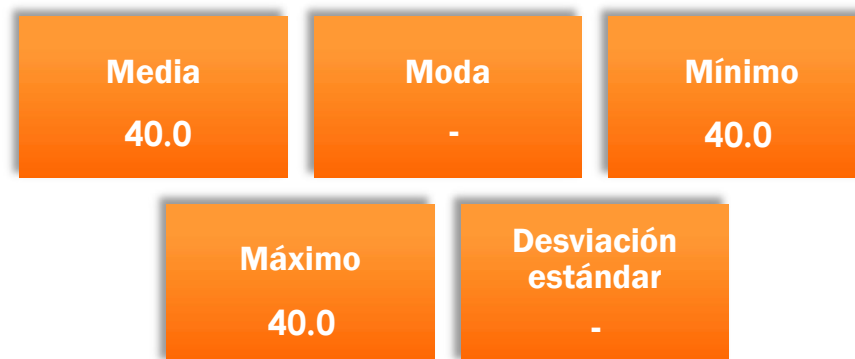 Media
40.0
Moda
-
Mínimo
40.0
Máximo
40.0
Desviación
estándar
-